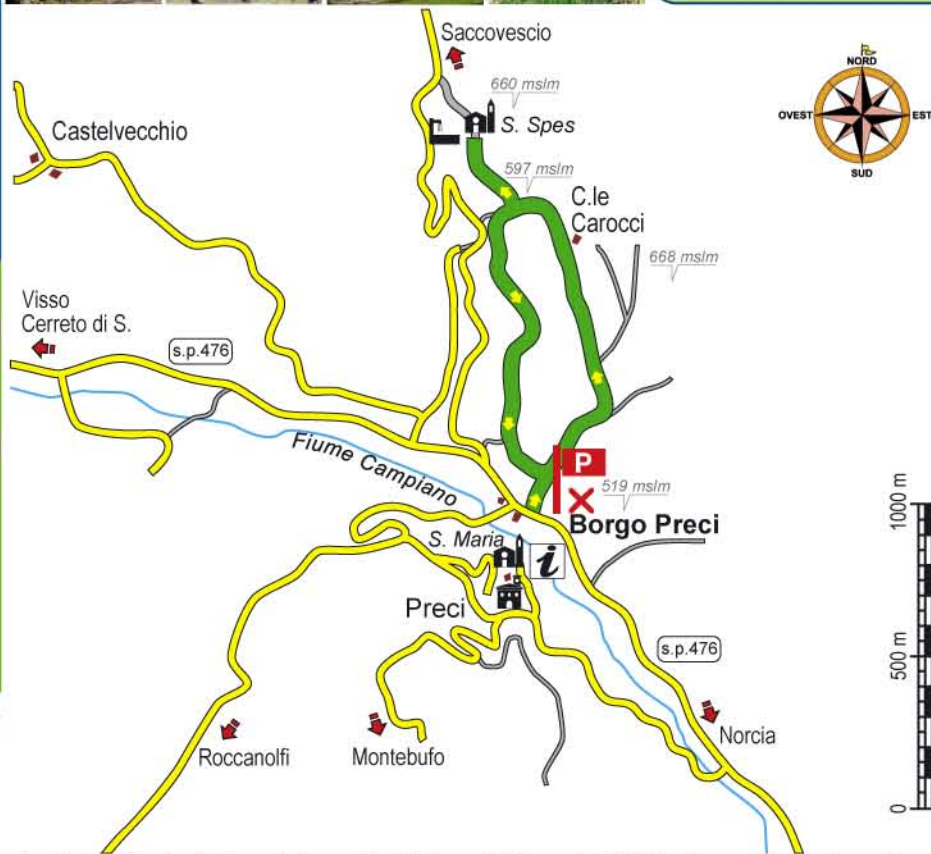 Saccovescio
660 mslm
S. Spes
NORD
OVEST
EST
SUD
Castelvecchio
597 mslm
C.le
Carocci
668 mslm
Visso
Cerreto di S.
s.p.476
Fiume Campiano
P
519 mslm
Borgo Preci
S. Maria
i
Preci
s.p.476
Norcia
Roccanolfi
Montebufo
1000 m
500 m
0